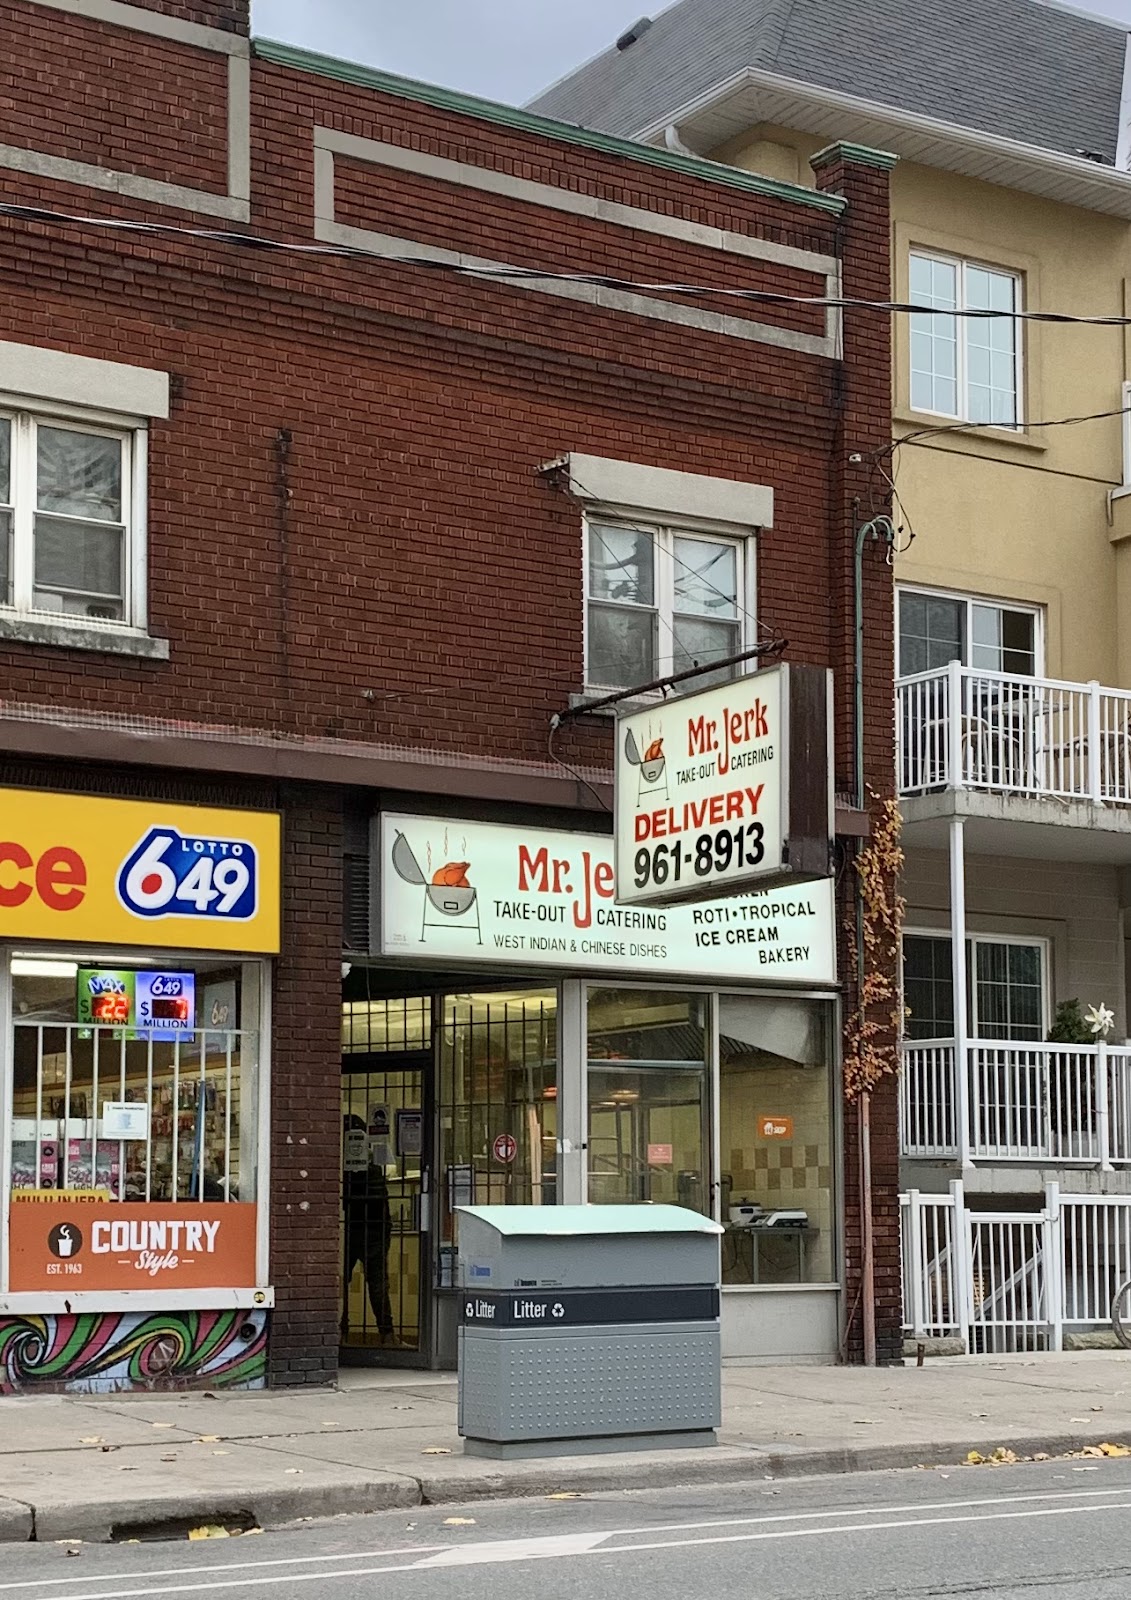 Mr. Jerk
TAKE-OUT CATERING
DELIVERY
961-8913
Mr. Je
TAKE-OUT CATERING
WEST INDIAN & CHINESE DISHES
ROTI • TROPICAL
ICE CREAM
BAKERY
ce
LOTTO
649
MAX
$ 22
MILLION
649
$
MILLION
COUNTRY
Style
EST. 1963
Litter
Litter